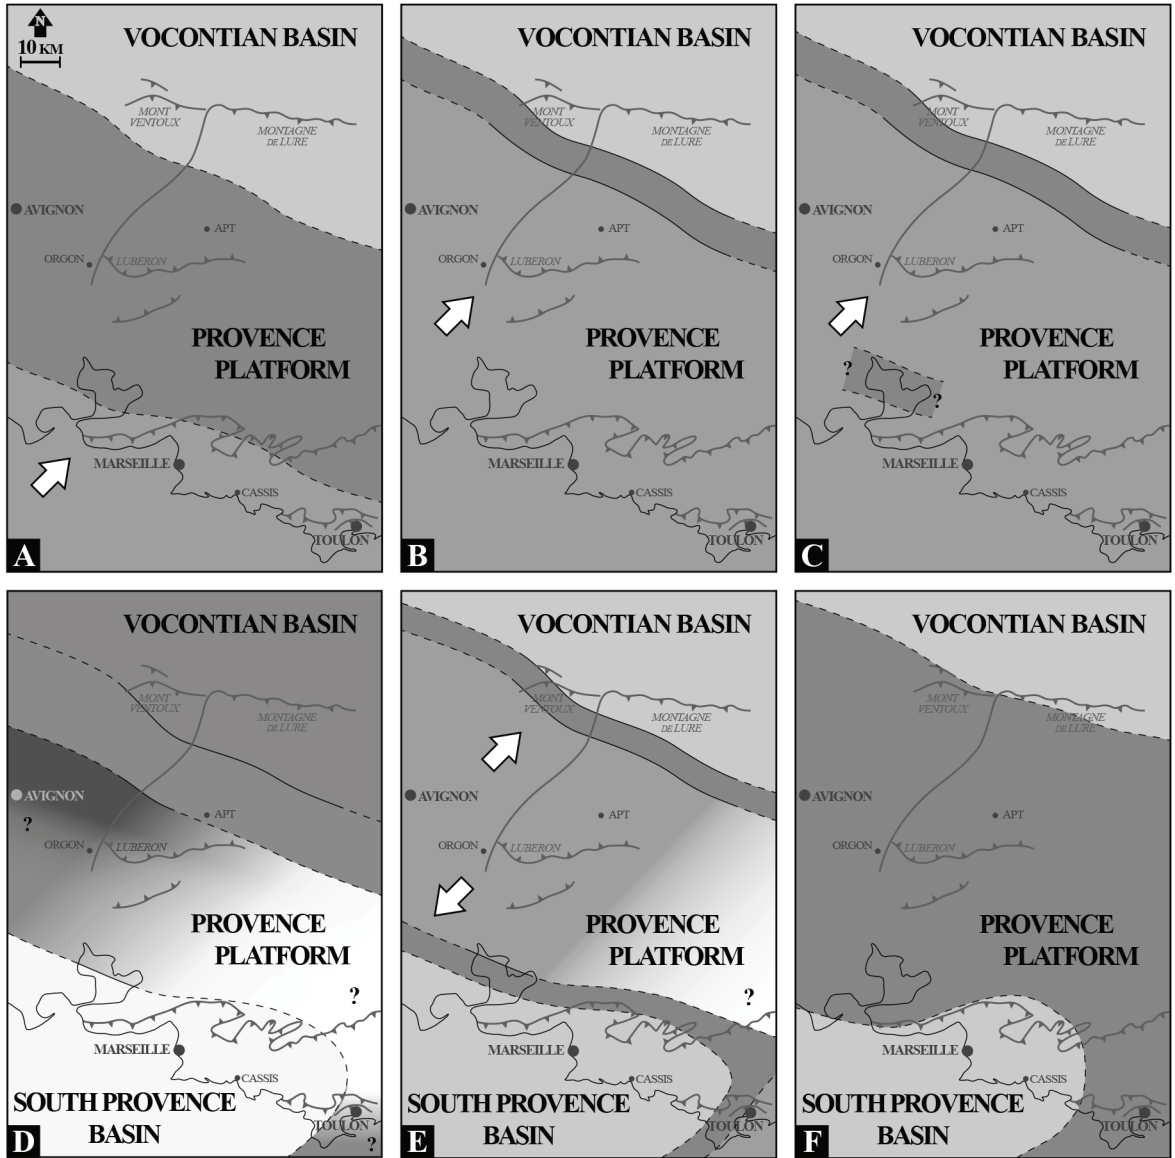 N
10 KM
VOCONTIAN BASIN
MONT
VENTOUX
MONTAGNE
DE LURE
AVIGNON
APT
ORGON
LUBERON
PROVENCE
PLATFORM
MARSEILLE
CASSIS
TOULON
A
VOCONTIAN BASIN
MONT
VENTOUX
MONTAGNE
DE LURE
AVIGNON
APT
ORGON
LUBERON
PROVENCE
PLATFORM
MARSEILLE
CASSIS
TOULON
B
VOCONTIAN BASIN
MONT
VENTOUX
MONTAGNE
DE LURE
AVIGNON
APT
ORGON
LUBERON
PROVENCE
PLATFORM
?
?
MARSEILLE
CASSIS
TOULON
C
VOCONTIAN BASIN
MONT
VENTOUX
MONTAGNE
DE LURE
AVIGNON
?
APT
ORGON
LUBERON
PROVENCE
PLATFORM
?
MARSEILLE
CASSIS
SOUTH PROVENCE
BASIN
TOULON
?
D
VOCONTIAN BASIN
MONT
VENTOUX
MONTAGNE
DE LURE
AVIGNON
APT
ORGON
LUBERON
PROVENCE
PLATFORM
?
MARSEILLE
CASSIS
SOUTH PROVENCE
BASIN
TOULON
E
VOCONTIAN BASIN
MONT
VENTOUX
MONTAGNE
DE LURE
AVIGNON
APT
ORGON
LUBERON
PROVENCE
PLATFORM
MARSEILLE
CASSIS
SOUTH PROVENCE
BASIN
TOULON
F